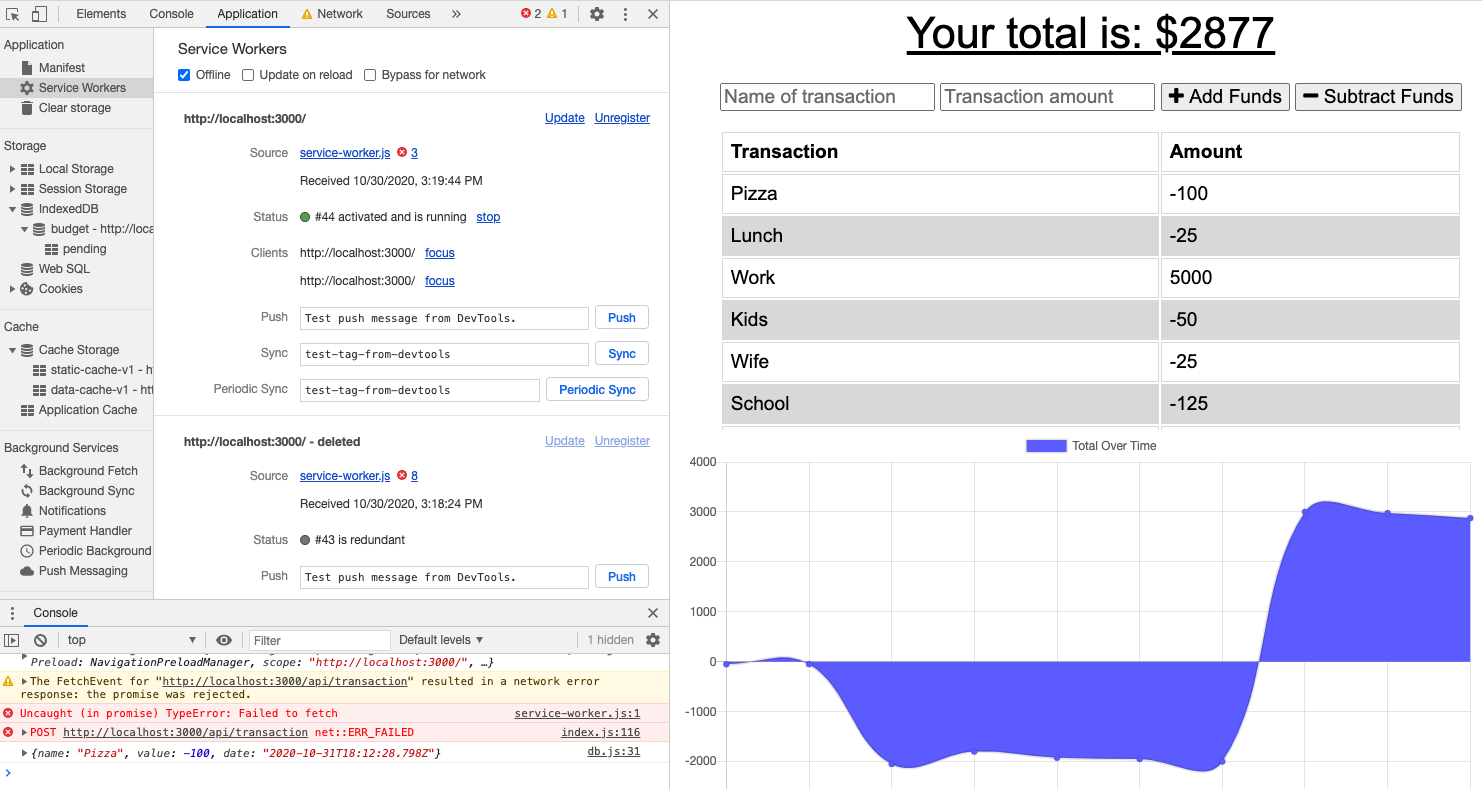 Elements Console Application Network Sources » 2 1
Application
Manifest
Service Workers
Clear storage
Storage
Local Storage
Session Storage
IndexedDB
budget - http://loca
pending
Web SQL
Cookies
Cache
Cache Storage
static-cache-v1 - h
data-cache-v1 - htt
Application Cache
Background Services
Background Fetch
Background Sync
Notifications
Payment Handler
Periodic Background
Push Messaging
Service Workers
Offline Update on reload Bypass for network
http://localhost:3000/ Update Unregister
Source service-worker.js 3
Received 10/30/2020, 3:19:44 PM
Status #44 activated and is running stop
Clients http://localhost:3000/ focus
http://localhost:3000/ focus
Push Test push message from DevTools. Push
Sync test-tag-from-devtools Sync
Periodic Sync test-tag-from-devtools Periodic Sync
http://localhost:3000/ - deleted Update Unregister
Source service-worker.js 8
Received 10/30/2020, 3:18:24 PM
Status #43 is redundant
Push Test push message from DevTools. Push
Console
top Filter Default levels 1 hidden
Preload: NavigationPreloadManager, scope: "http://localhost:3000/", …}
The FetchEvent for "http://localhost:3000/api/transaction" resulted in a network error
response: the promise was rejected.
Uncaught (in promise) TypeError: Failed to fetch service-worker.js:1
POST http://localhost:3000/api/transaction net::ERR_FAILED index.js:116
{name: "Pizza", value: -100, date: "2020-10-31T18:12:28.798Z"} db.js:31
Your total is: $2877
Name of transaction Transaction amount Add Funds Subtract Funds
Transaction Amount
Pizza -100
Lunch -25
Work 5000
Kids -50
Wife -25
School -125
Total Over Time
4000
3000
2000
1000
0
-1000
-2000